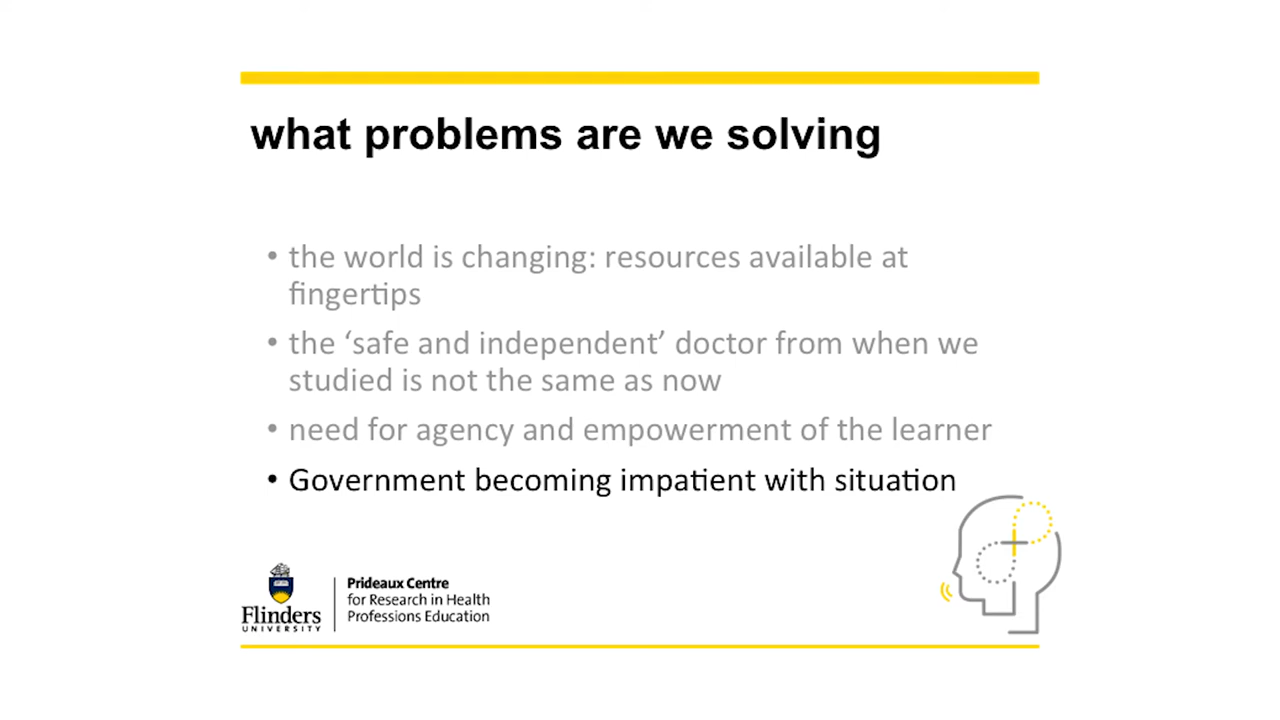 what problems are we solving
• the world is changing: resources available at
fingertips
• the ‘safe and independent’ doctor from when we
studied is not the same as now
• need for agency and empowerment of the learner
• Government becoming impatient with situation
Flinders
UNIVERSITY
Prideaux Centre
for Research in Health
Professions Education